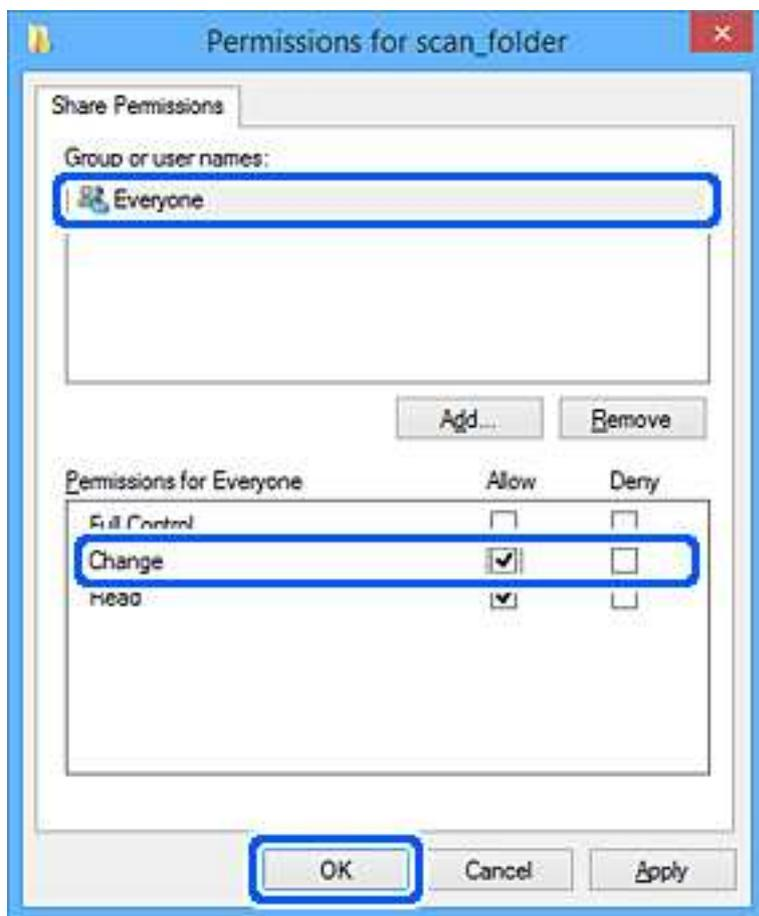 Permissions for scan_folder
Share Permissions
Group or user names:
Everyone
Add... Remove
Permissions for Everyone Allow Deny
Full Control
Change
Read
OK Cancel Apply